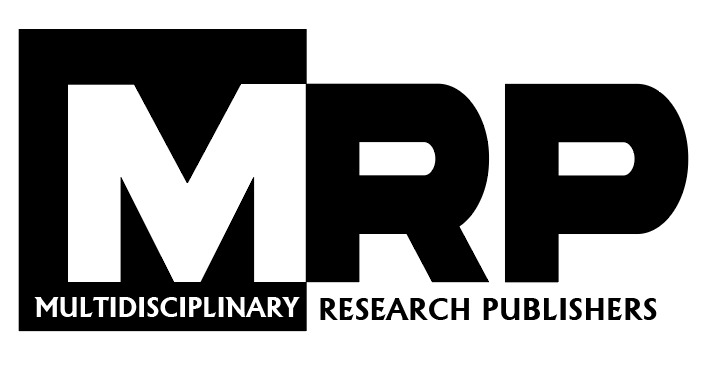 MRP
MULTIDISCIPLINARY RESEARCH PUBLISHERS